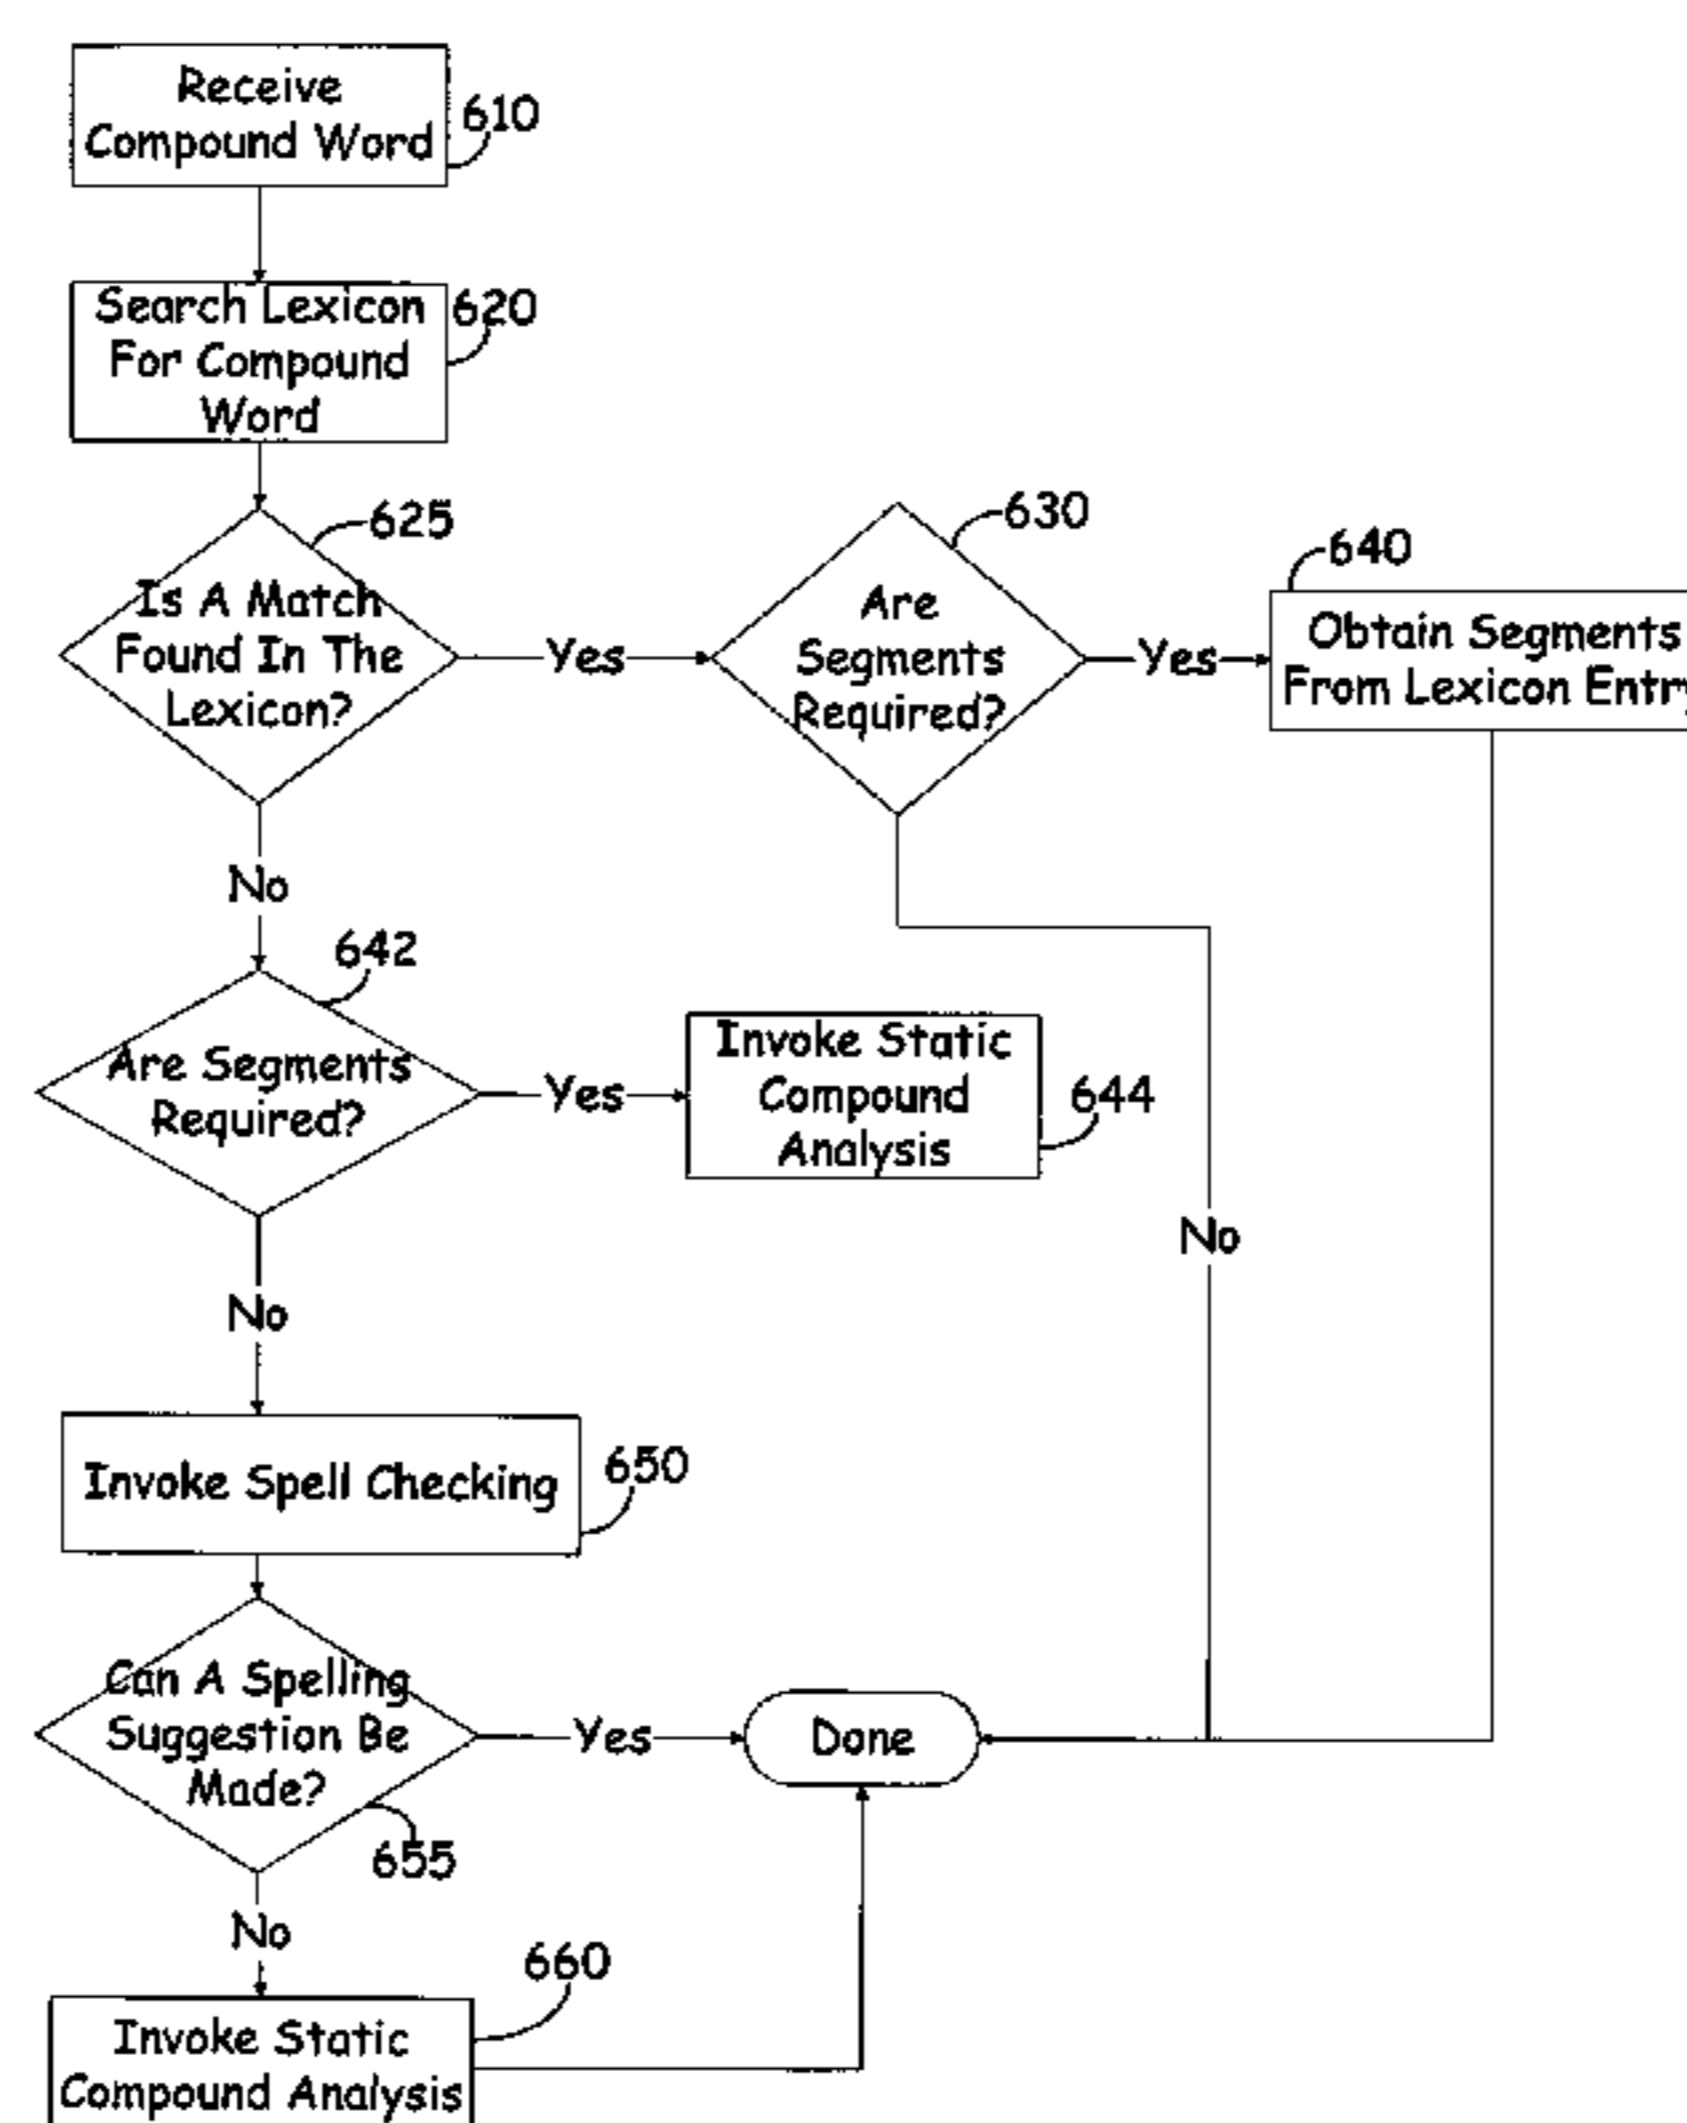 Receive
Compound Word
610
Search Lexicon
For Compound
Word
620
625
Is A Match
Found In The
Lexicon?
Yes
630
Are
Segments
Required?
Yes
640
Obtain Segments
From Lexicon Entry
No
642
Are Segments
Required?
Yes
Invoke Static
Compound
Analysis
644
No
No
Invoke Spell Checking
650
Can A Spelling
Suggestion Be
Made?
655
Yes
Done
No
660
Invoke Static
Compound Analysis